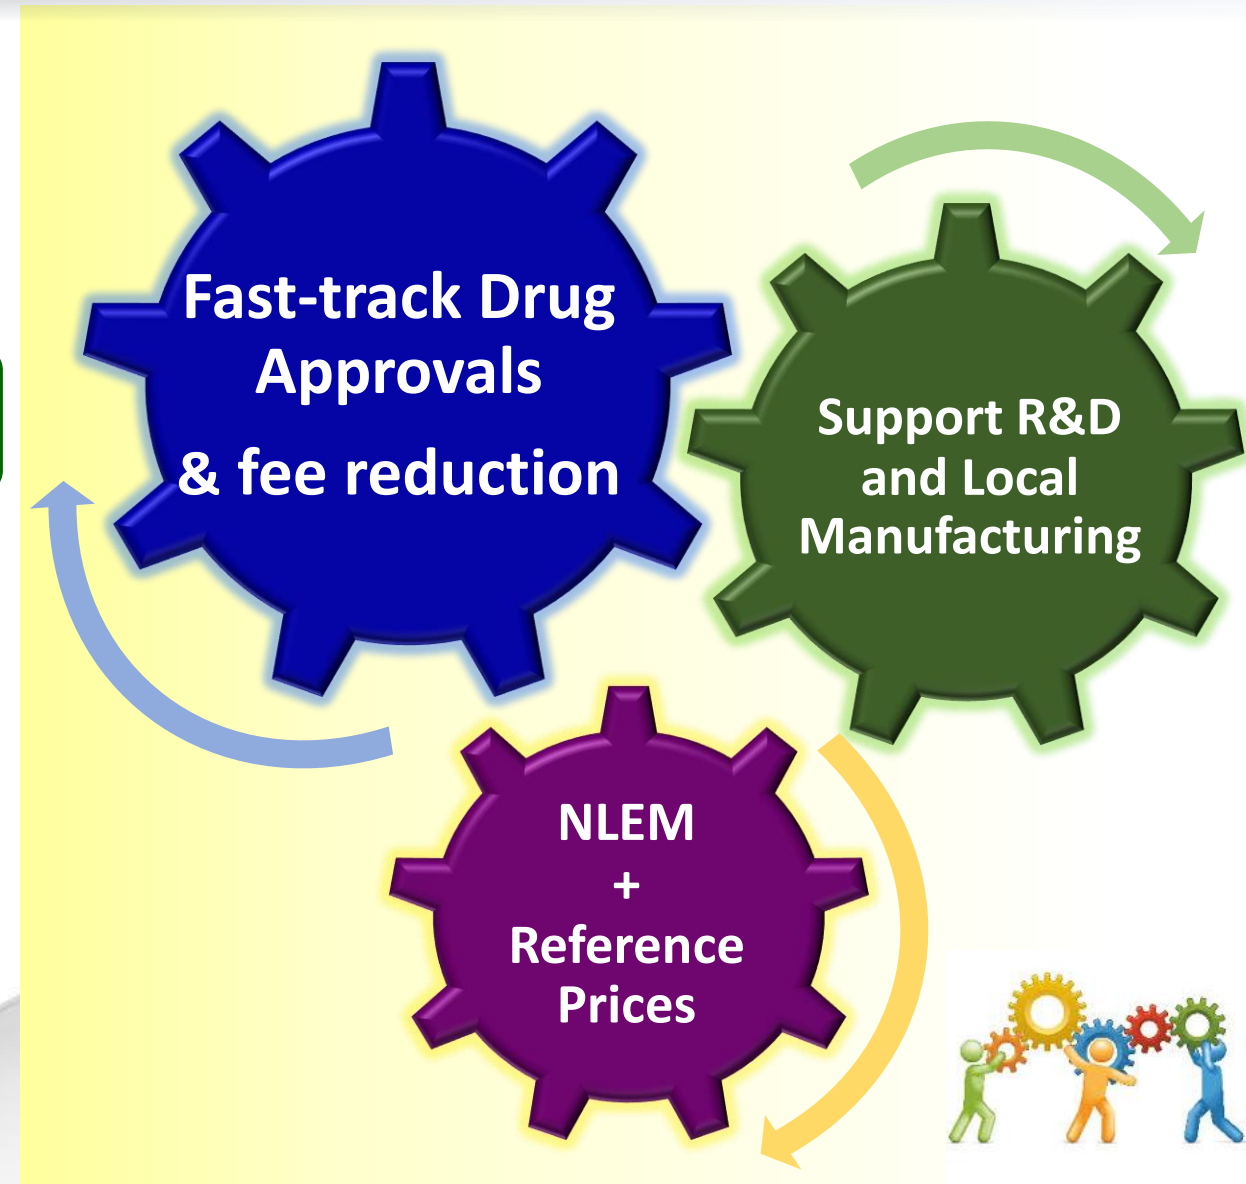 Fast-track Drug
Approvals
& fee reduction
Support R&D
and Local
Manufacturing
NLEM
+
Reference
Prices